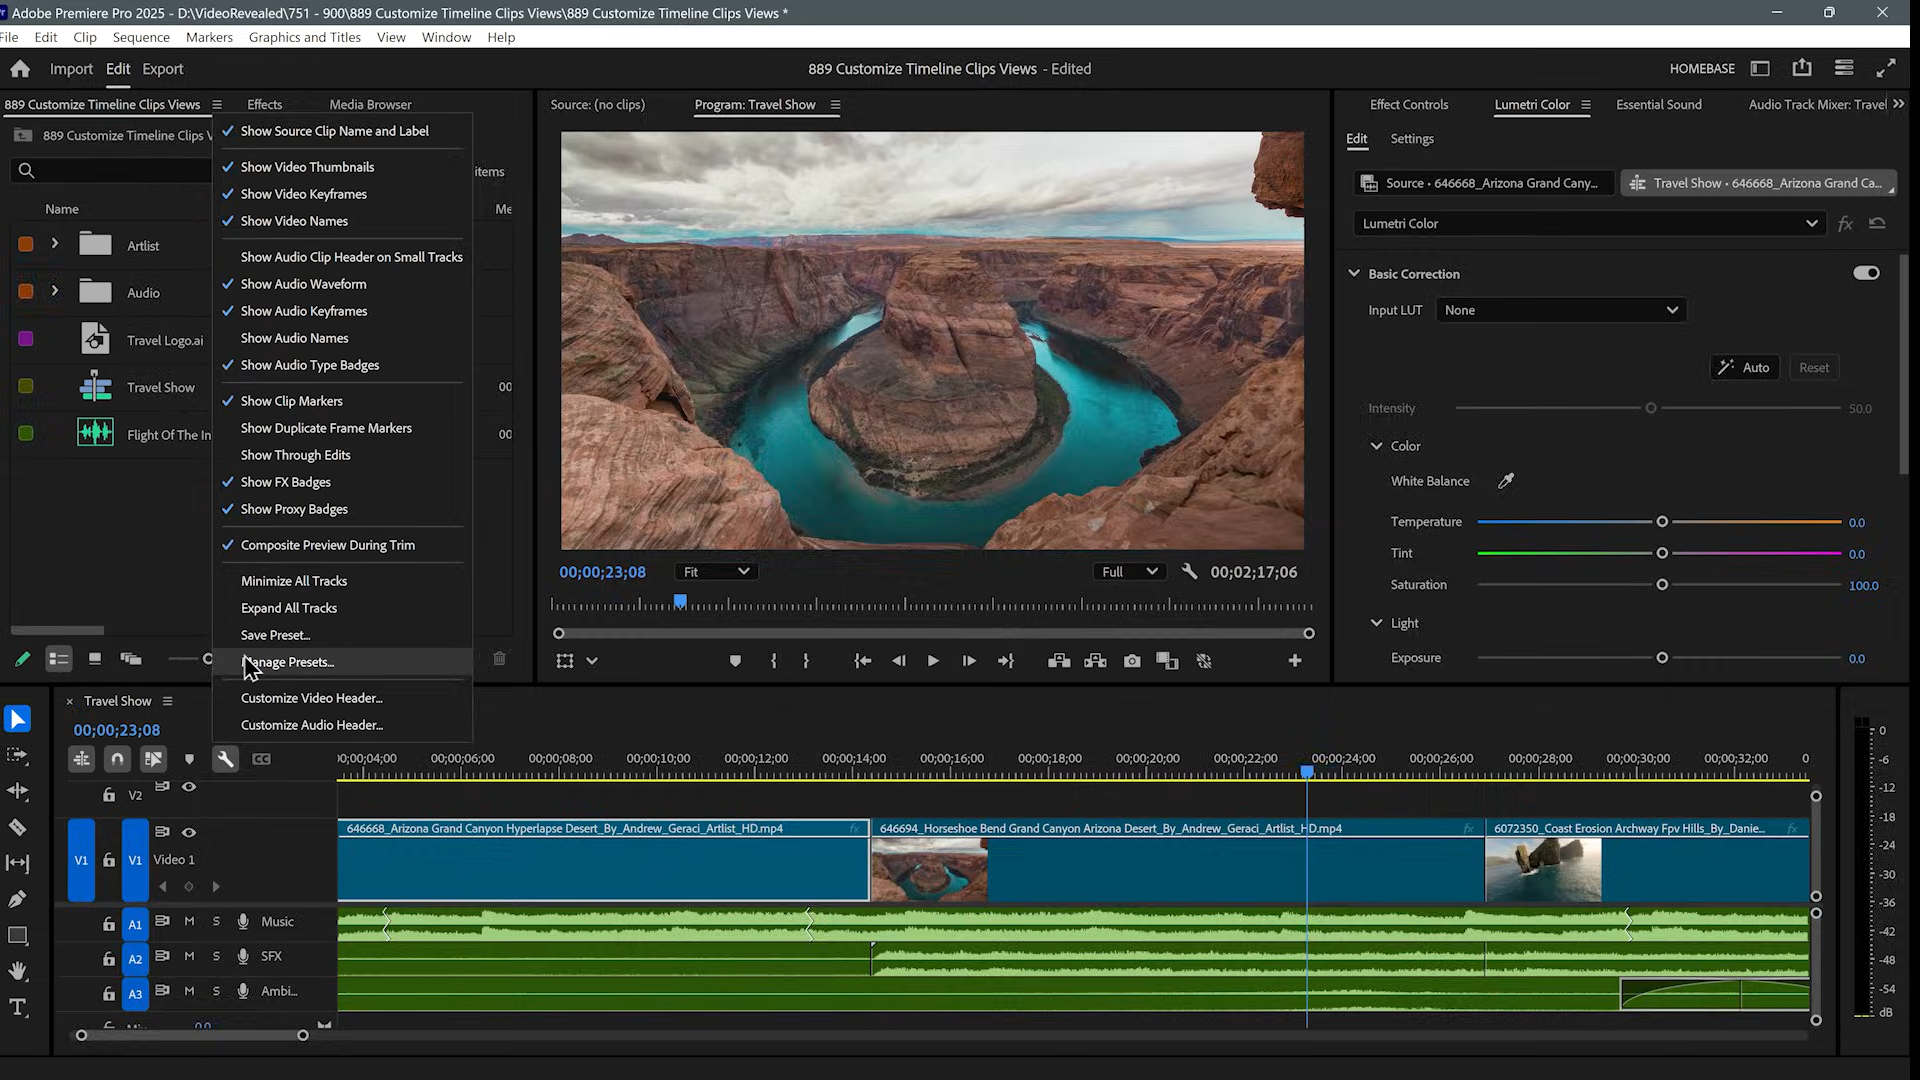 Adobe Premiere Pro 2025 - D:\VideoRevealed\751 - 900\889 Customize Timeline Clips Views\889 Customize Timeline Clips Views *
File Edit Clip Sequence Markers Graphics and Titles View Window Help
Import Edit Export
889 Customize Timeline Clips Views - Edited
HOMEBASE
889 Customize Timeline Clips Views Effects Media Browser
889 Customize Timeline Clips V
items
Name Me
Artlist
Audio
Travel Logo.ai
Travel Show 00
Flight Of The In 00
Show Source Clip Name and Label
Show Video Thumbnails
Show Video Keyframes
Show Video Names
Show Audio Clip Header on Small Tracks
Show Audio Waveform
Show Audio Keyframes
Show Audio Names
Show Audio Type Badges
Show Clip Markers
Show Duplicate Frame Markers
Show Through Edits
Show FX Badges
Show Proxy Badges
Composite Preview During Trim
Minimize All Tracks
Expand All Tracks
Save Preset...
Manage Presets...
Customize Video Header...
Customize Audio Header...
Source: (no clips) Program: Travel Show
00;00;23;08 Fit Full 00;02;17;06
Effect Controls Lumetri Color Essential Sound Audio Track Mixer: Travel
Edit Settings
Source • 646668_Arizona Grand Cany... Travel Show • 646668_Arizona Grand Ca...
Lumetri Color fx
Basic Correction
Input LUT None
Auto Reset
Intensity 50.0
Color
White Balance
Temperature 0.0
Tint 0.0
Saturation 100.0
Light
Exposure 0.0
× Travel Show
00;00;23;08
CC
00;00;04;00 00;00;06;00 00;00;08;00 00;00;10;00 00;00;12;00 00;00;14;00 00;00;16;00 00;00;18;00 00;00;20;00 00;00;22;00 00;00;24;00 00;00;26;00 00;00;28;00 00;00;30;00 00;00;32;00 0
V2
646668_Arizona Grand Canyon Hyperlapse Desert_By_Andrew_Geraci_Artlist_HD.mp4 fx 646694_Horseshoe Bend Grand Canyon Arizona Desert_By_Andrew_Geraci_Artlist_HD.mp4 fx 6072350_Coast Erosion Archway Fpv Hills_By_Danie... fx
V1 V1 Video 1
A1 M S Music
A2 M S SFX
A3 M S Ambi...
Mix 0.0
0
-6
-12
-18
-24
-30
-36
-42
-48
-54
dB